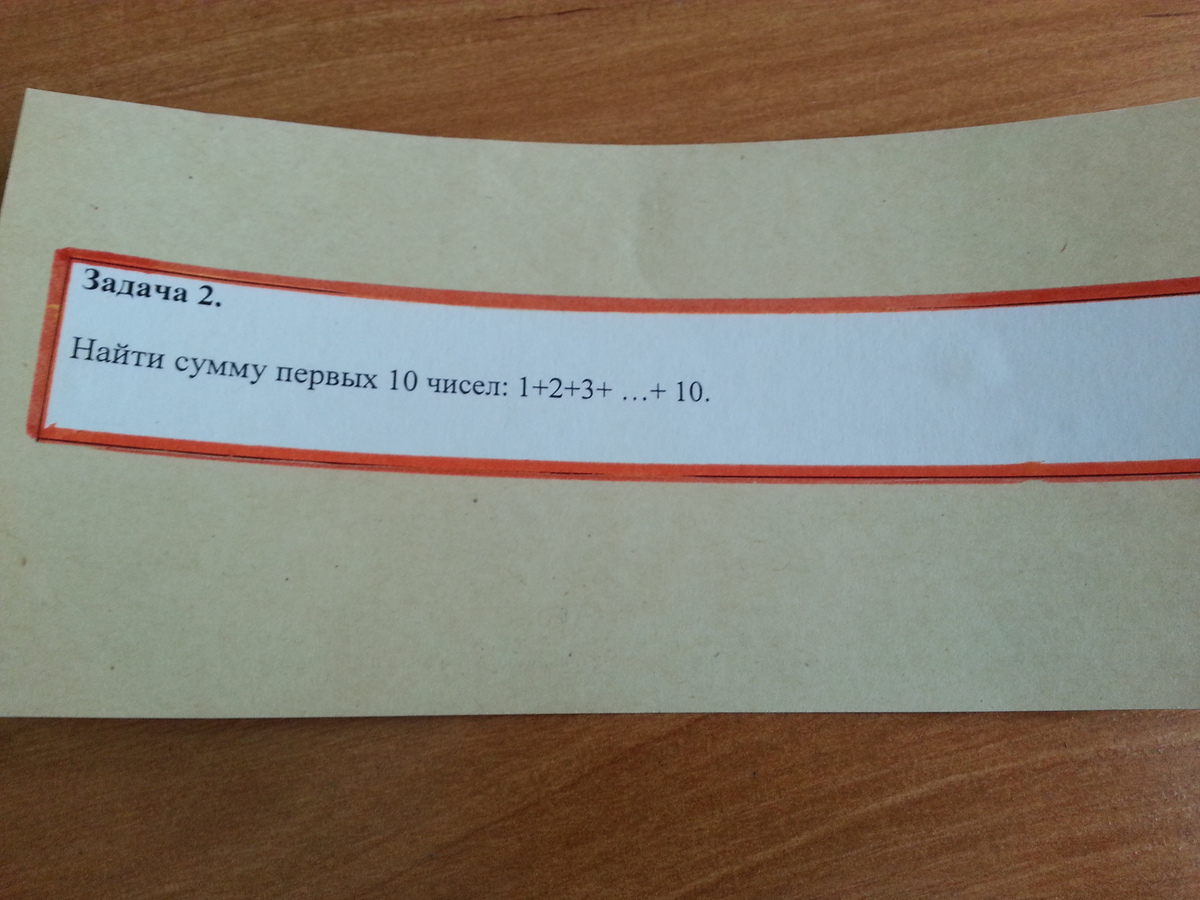 Задача 2.
Найти сумму первых 10 чисел: 1+2+3+ …+ 10.